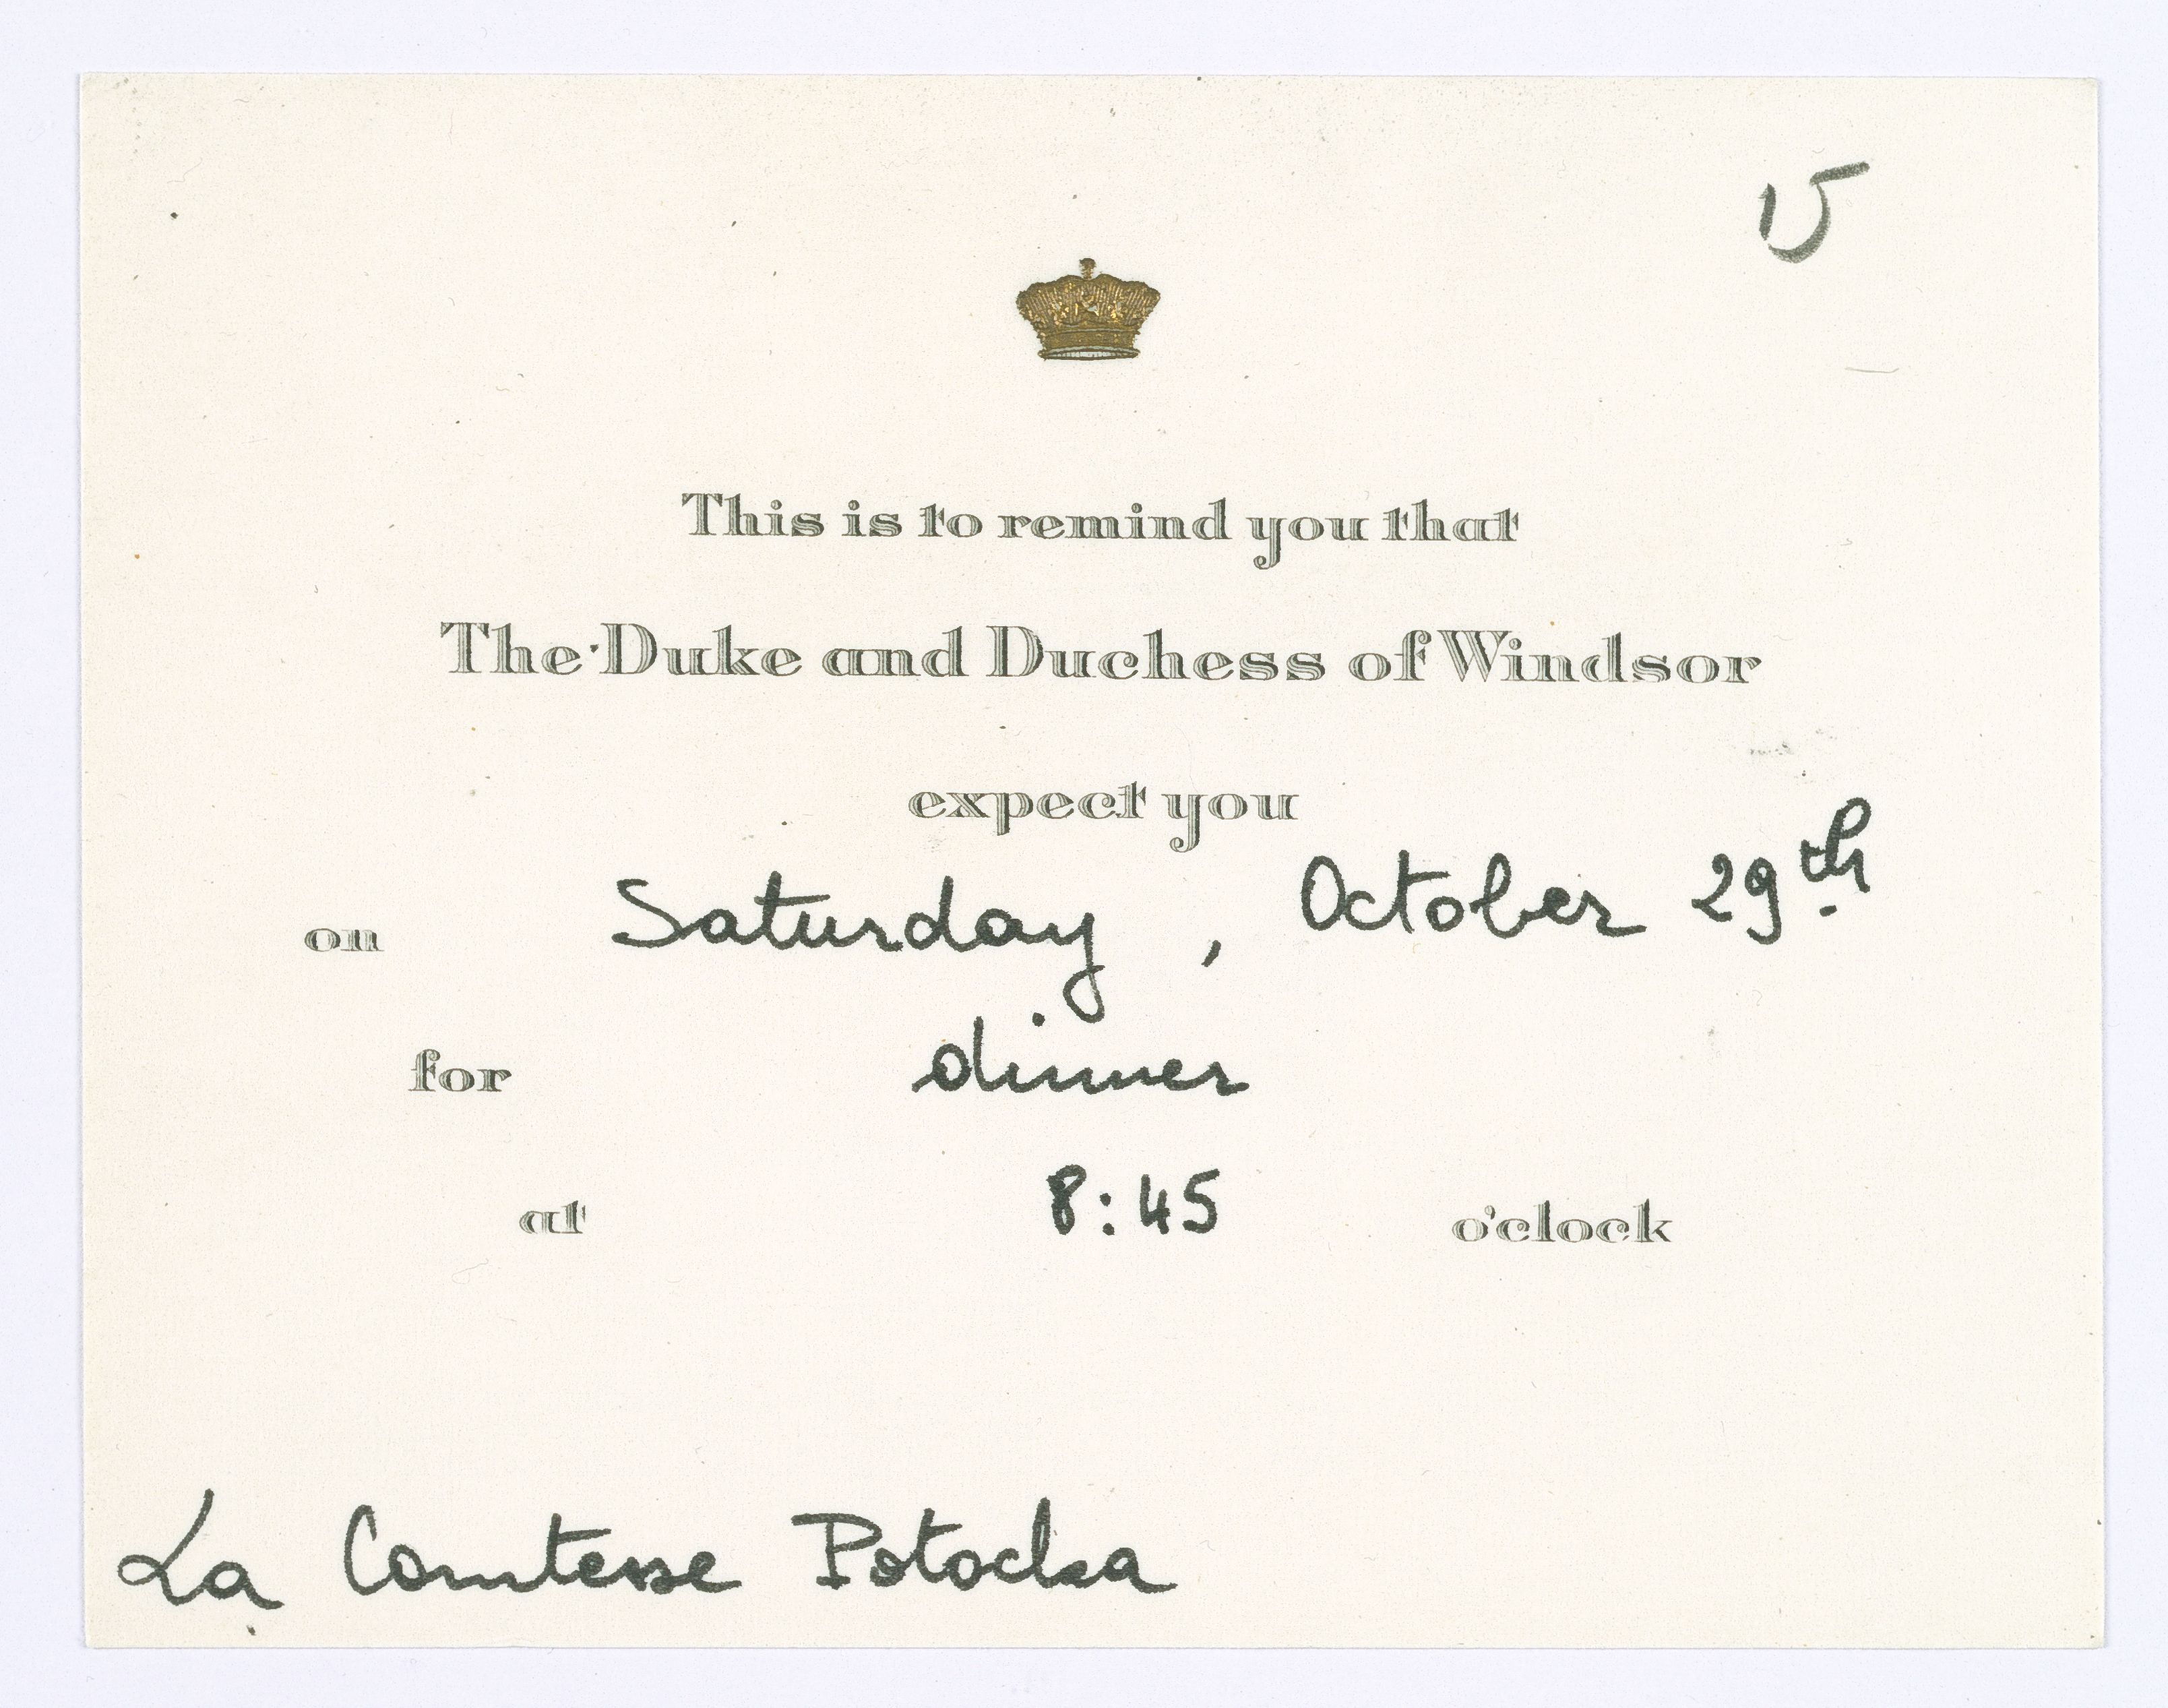 15
This is to remind you that
The Duke and Duchess of Windsor
expect you
on Saturday, October 29th
for dinner
at 8:45 o'clock
La Comtesse Potocka